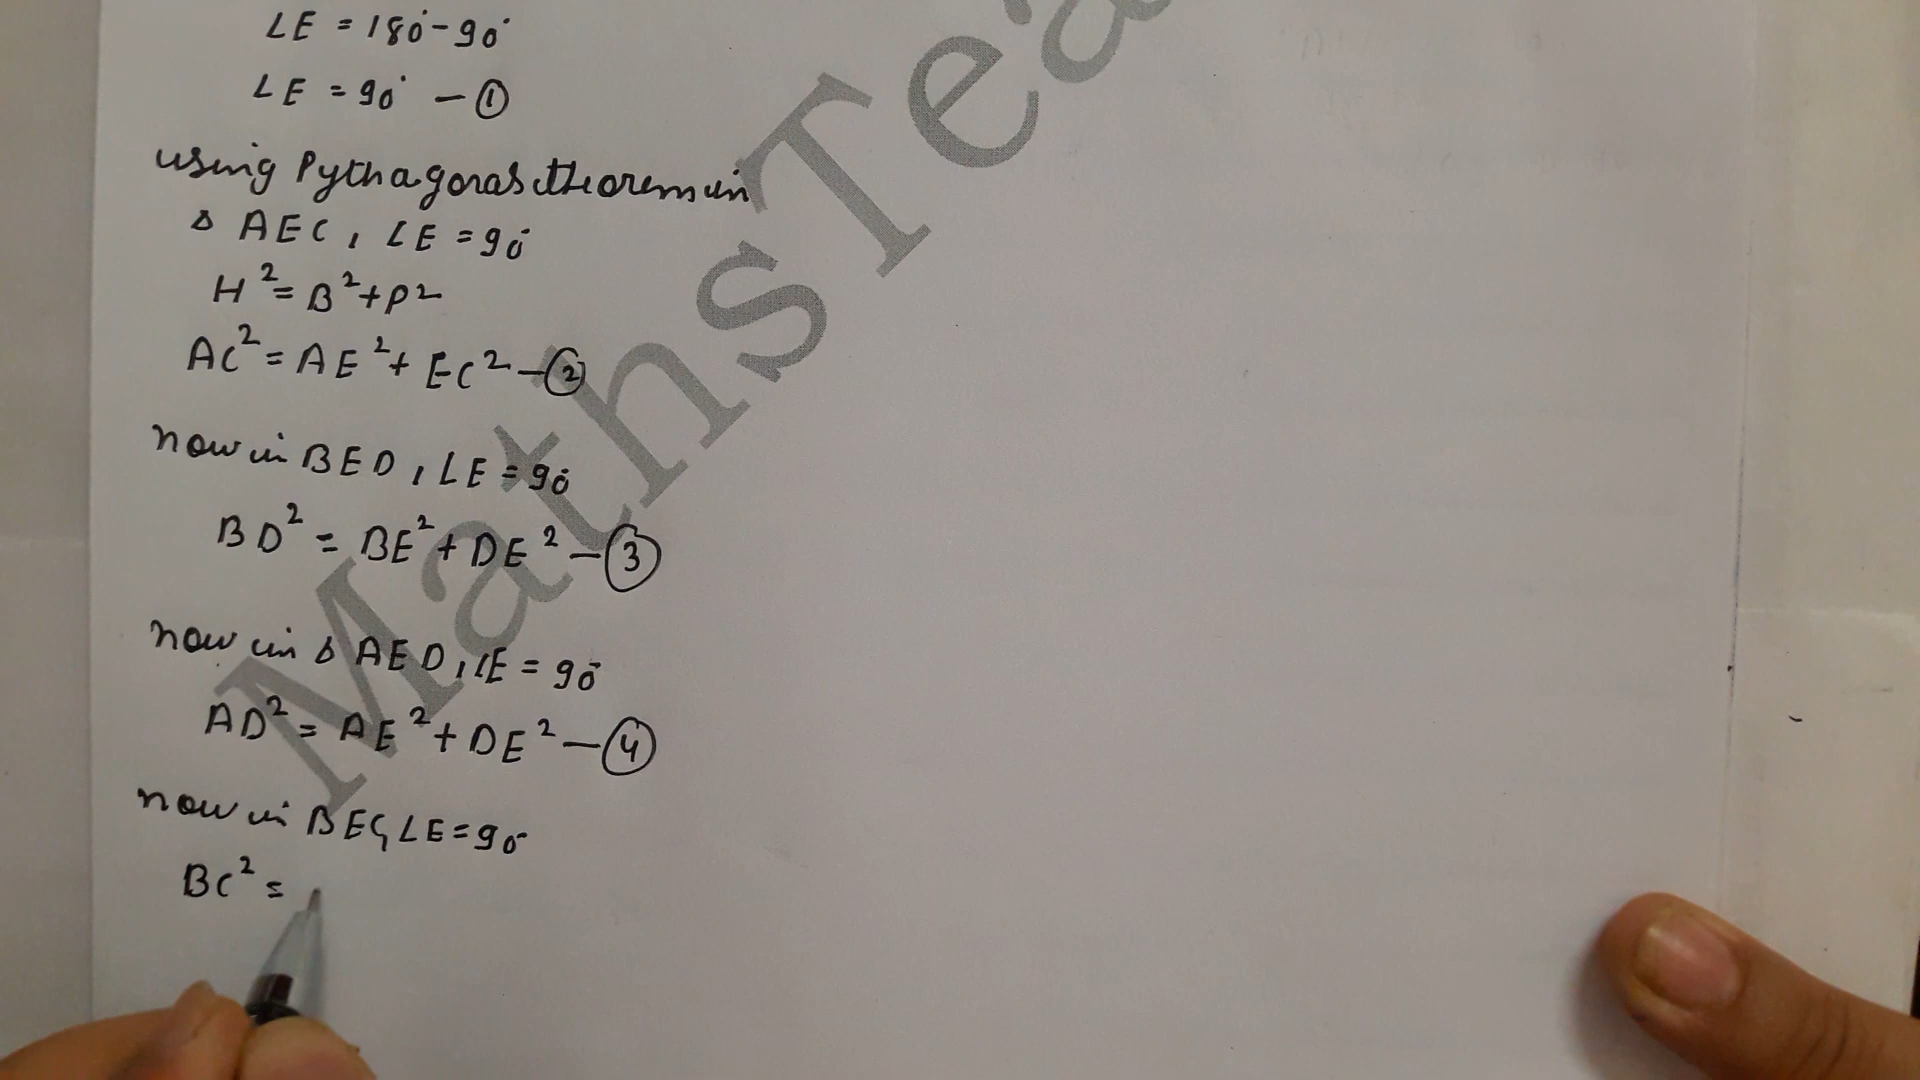 ∠E = 180° - 90°
∠E = 90° - ①
using Pythagoras theorem in
Δ AEC, ∠E = 90°
H² = B² + P²
AC² = AE² + EC² - ②
now in BED, ∠E = 90°
BD² = BE² + DE² - ③
now in Δ AED, ∠E = 90°
AD² = AE² + DE² - ④
now in BEC, ∠E = 90°
BC² =
MathsTea